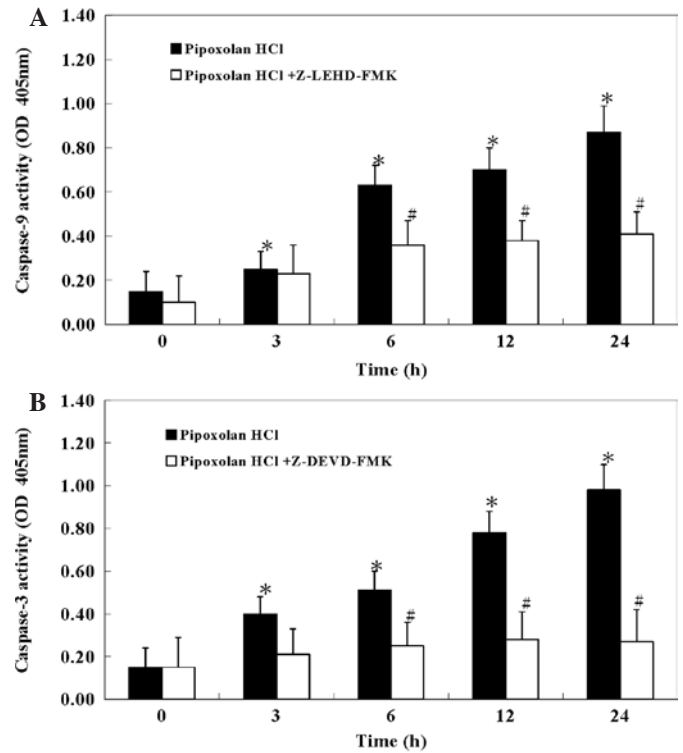 A
Caspase-9 activity (OD 405nm)
1.40
1.20
1.00
0.80
0.60
0.40
0.20
0.00
Pipoxolan HCl
Pipoxolan HCl +Z-LEHD-FMK
*
*
#
*
#
*
#
0 3 6 12 24
Time (h)
B
Caspase-3 activity (OD 405nm)
1.40
1.20
1.00
0.80
0.60
0.40
0.20
0.00
Pipoxolan HCl
Pipoxolan HCl +Z-DEVD-FMK
*
*
#
*
#
*
#
0 3 6 12 24
Time (h)